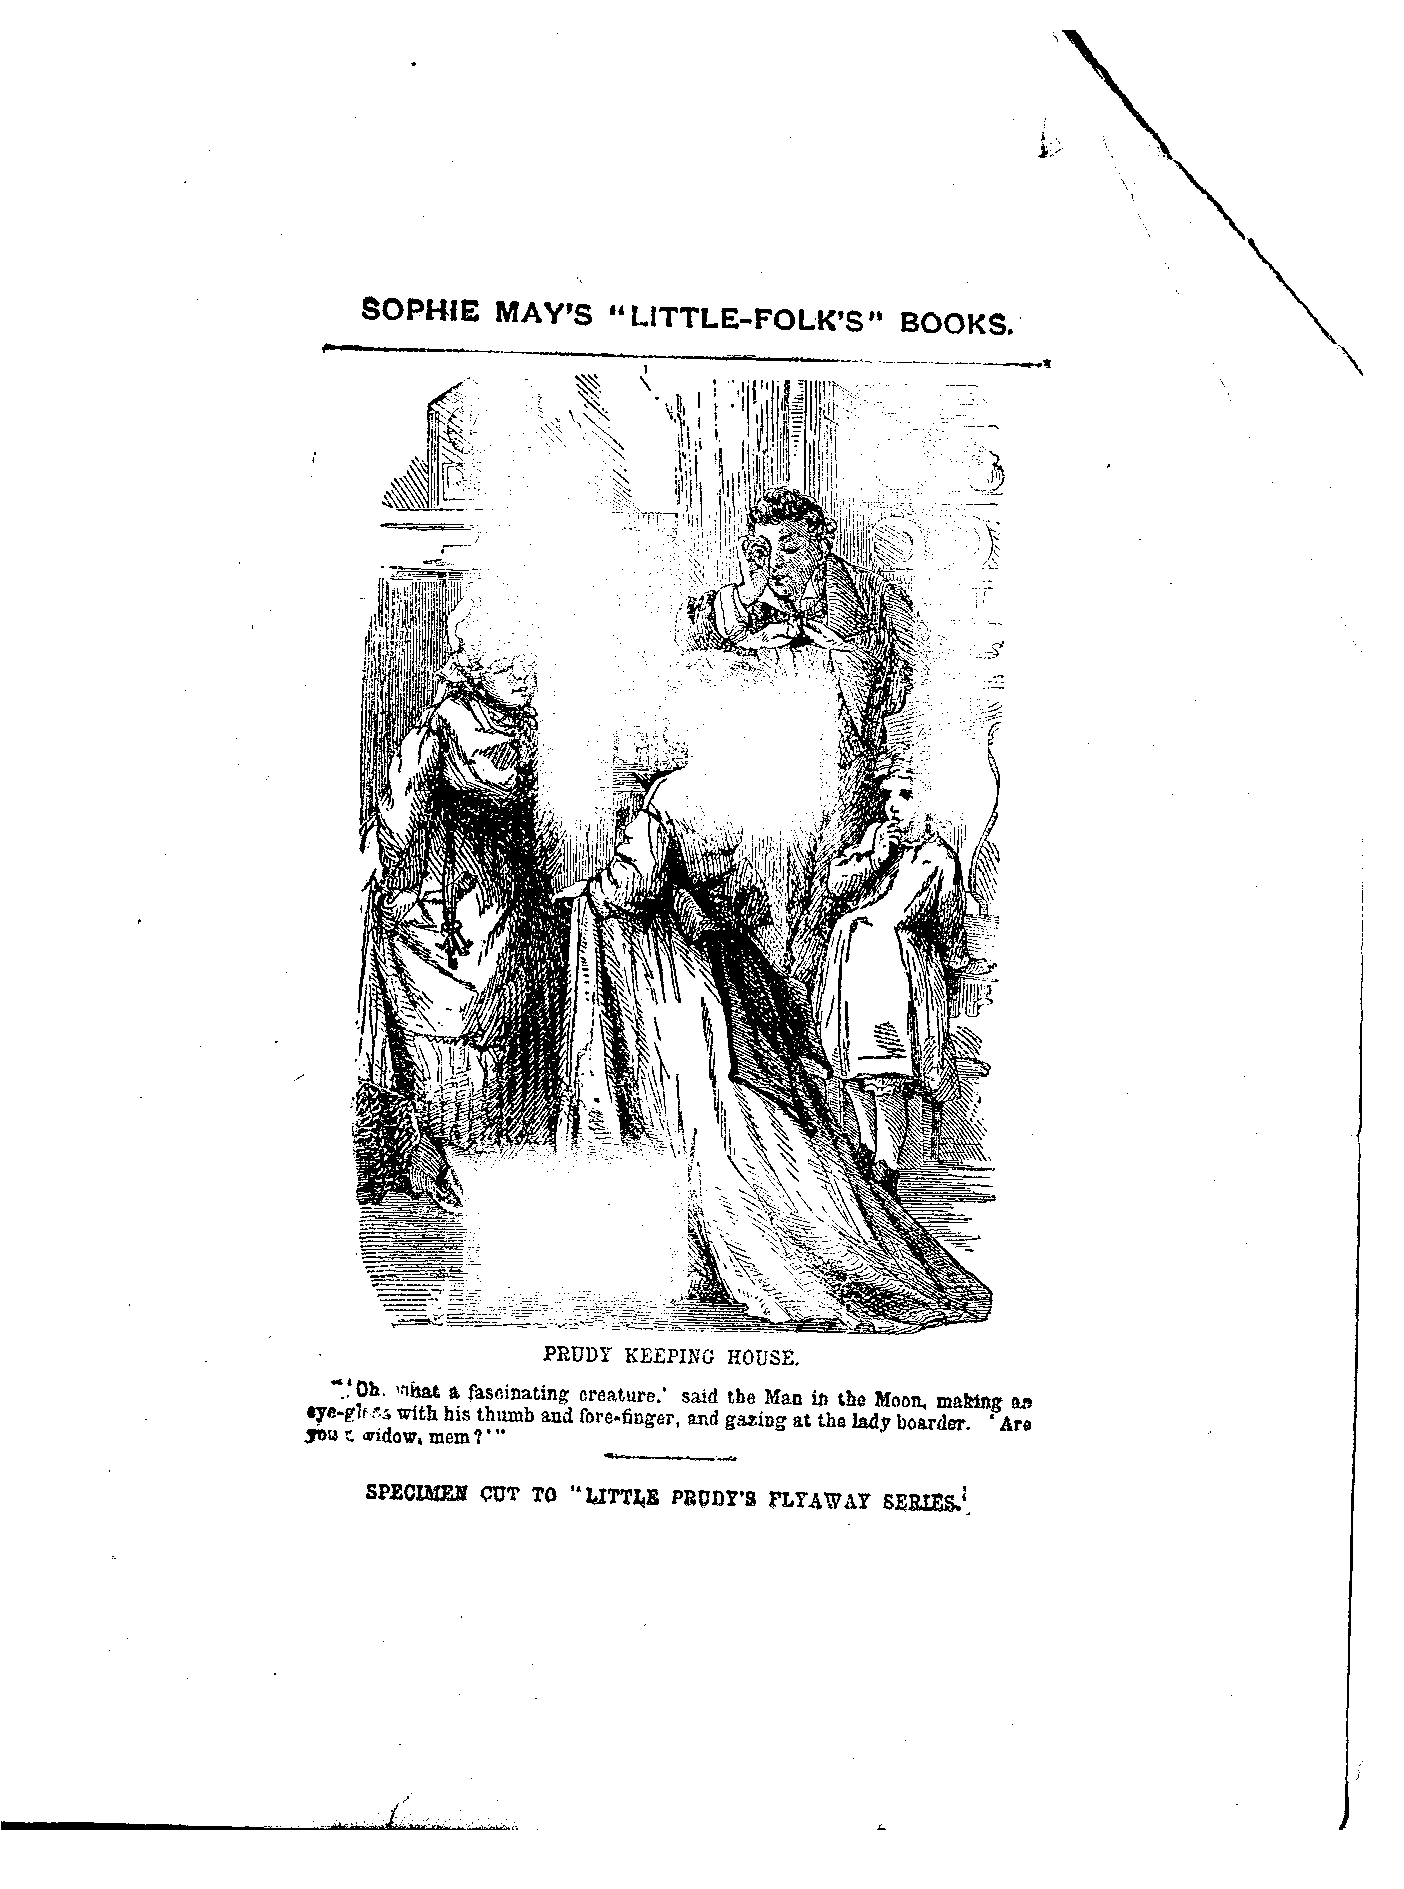 SOPHIE MAY'S "LITTLE-FOLK'S" BOOKS.
PRUDY KEEPING HOUSE.
"'Oh, what a fascinating creature,' said the Man in the Moon, making an
eye-glass with his thumb and fore-finger, and gazing at the lady boarder. 'Are
you a widow, mem?'"
SPECIMEN CUT TO "LITTLE PRUDY'S FLYAWAY SERIES."